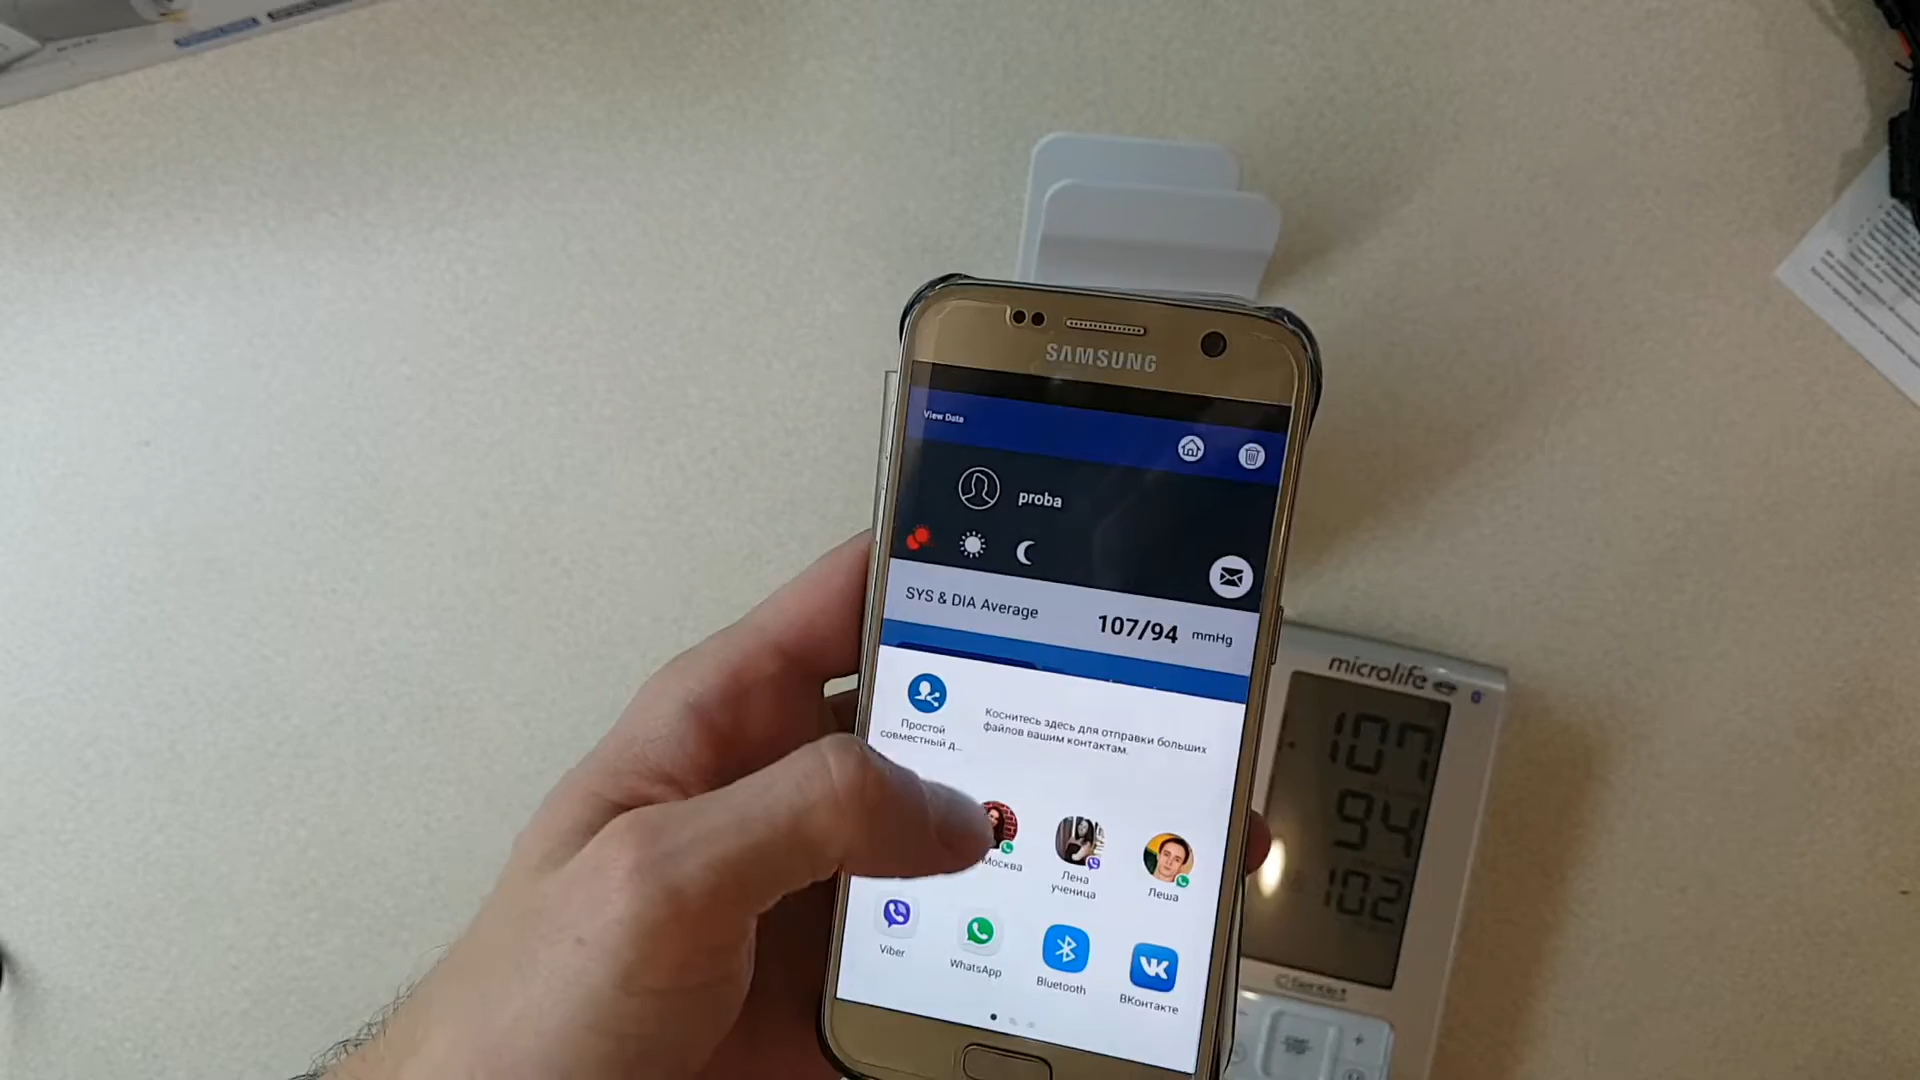 SAMSUNG
View Data
proba
SYS & DIA Average
107/94 mmHg
Простой
совместный д...
Коснитесь здесь для отправки больших
файлов вашим контактам.
Москва
Лена
ученица
Леша
Viber
WhatsApp
Bluetooth
ВКонтакте
microlife
107
94
102